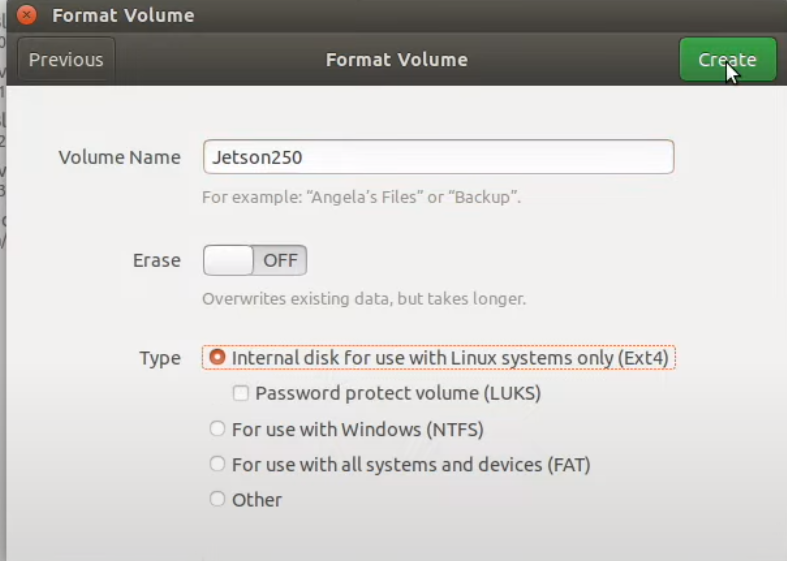 Format Volume
Previous
Format Volume
Create
Volume Name
Jetson250
For example: “Angela’s Files” or “Backup”.
Erase
OFF
Overwrites existing data, but takes longer.
Type
Internal disk for use with Linux systems only (Ext4)
Password protect volume (LUKS)
For use with Windows (NTFS)
For use with all systems and devices (FAT)
Other